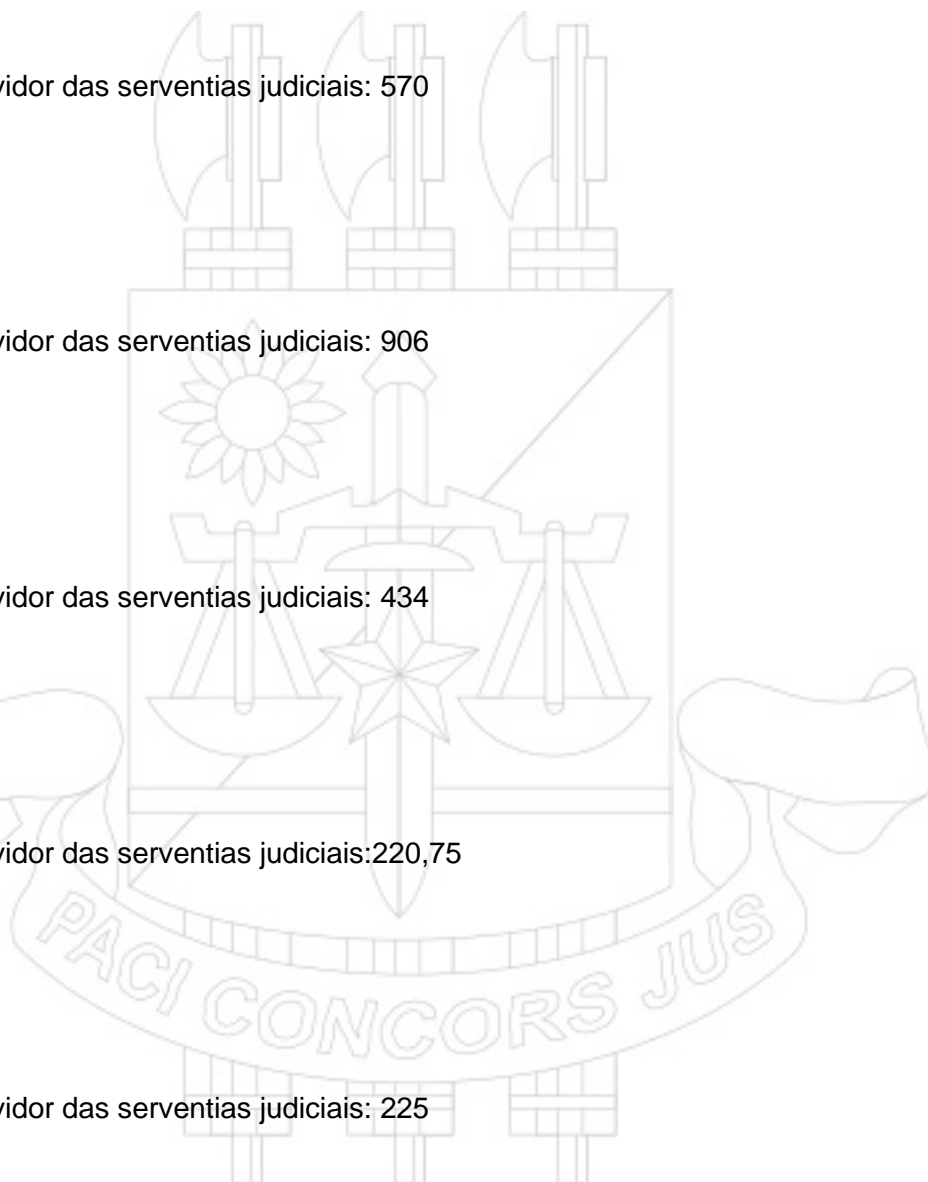 vidor das serventias judiciais: 570
vidor das serventias judiciais: 906
vidor das serventias judiciais: 434
vidor das serventias judiciais:220,75
PACI CONCORS JUS
vidor das serventias judiciais: 225